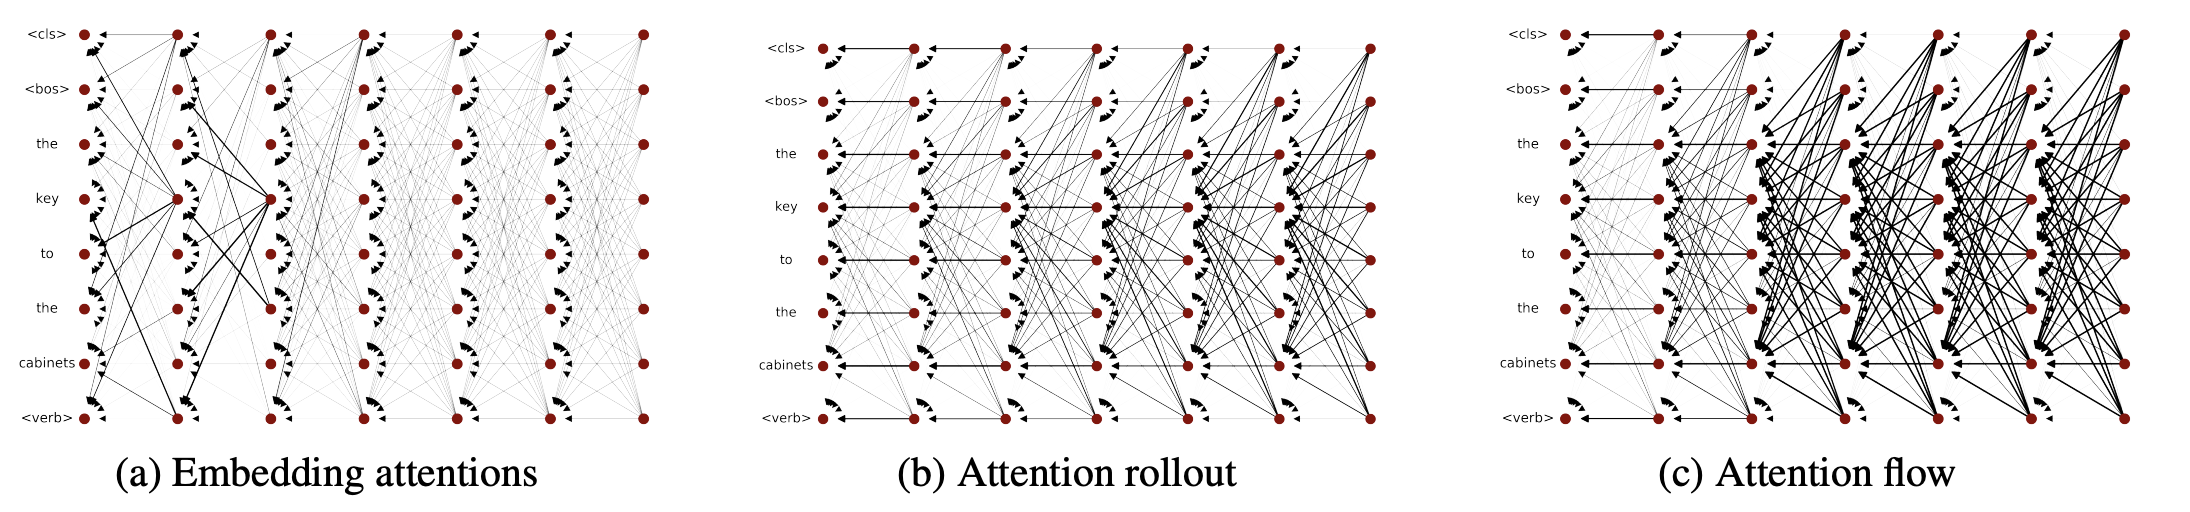 <cls>
<bos>
the
key
to
the
cabinets
<verb>
(a) Embedding attentions
<cls>
<bos>
the
key
to
the
cabinets
<verb>
(b) Attention rollout
<cls>
<bos>
the
key
to
the
cabinets
<verb>
(c) Attention flow